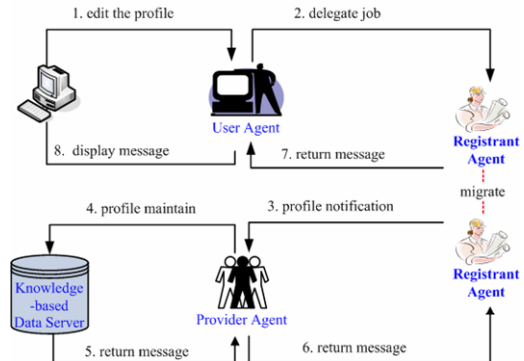 1. edit the profile
2. delegate job
User Agent
Registrant
Agent
8. display message
7. return message
migrate
4. profile maintain
3. profile notification
Registrant
Agent
Knowledge
-based
Data Server
Provider Agent
5. return message
6. return message